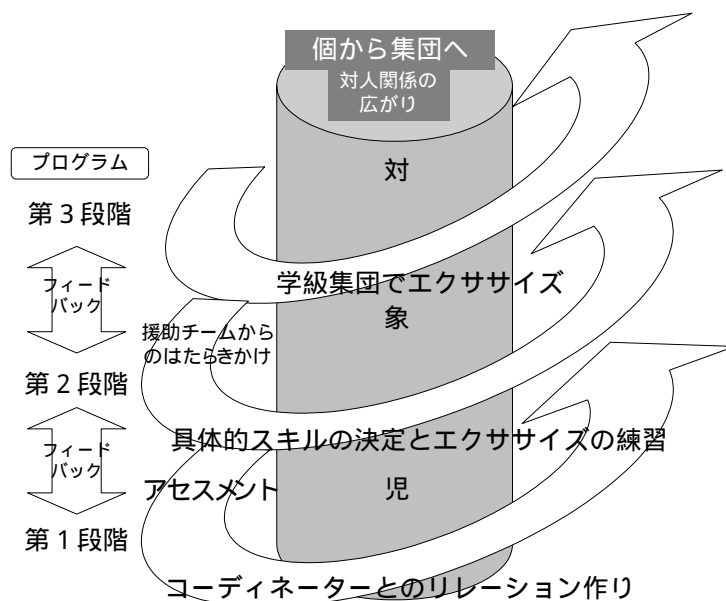 個から集団へ
対人関係の
広がり
プログラム
対
第3段階
学級集団でエクササイズ
フィード
バック
象
援助チームから
のはたらきかけ
第2段階
具体的スキルの決定とエクササイズの練習
フィード
バック
アセスメント
児
第1段階
コーディネーターとのリレーション作り